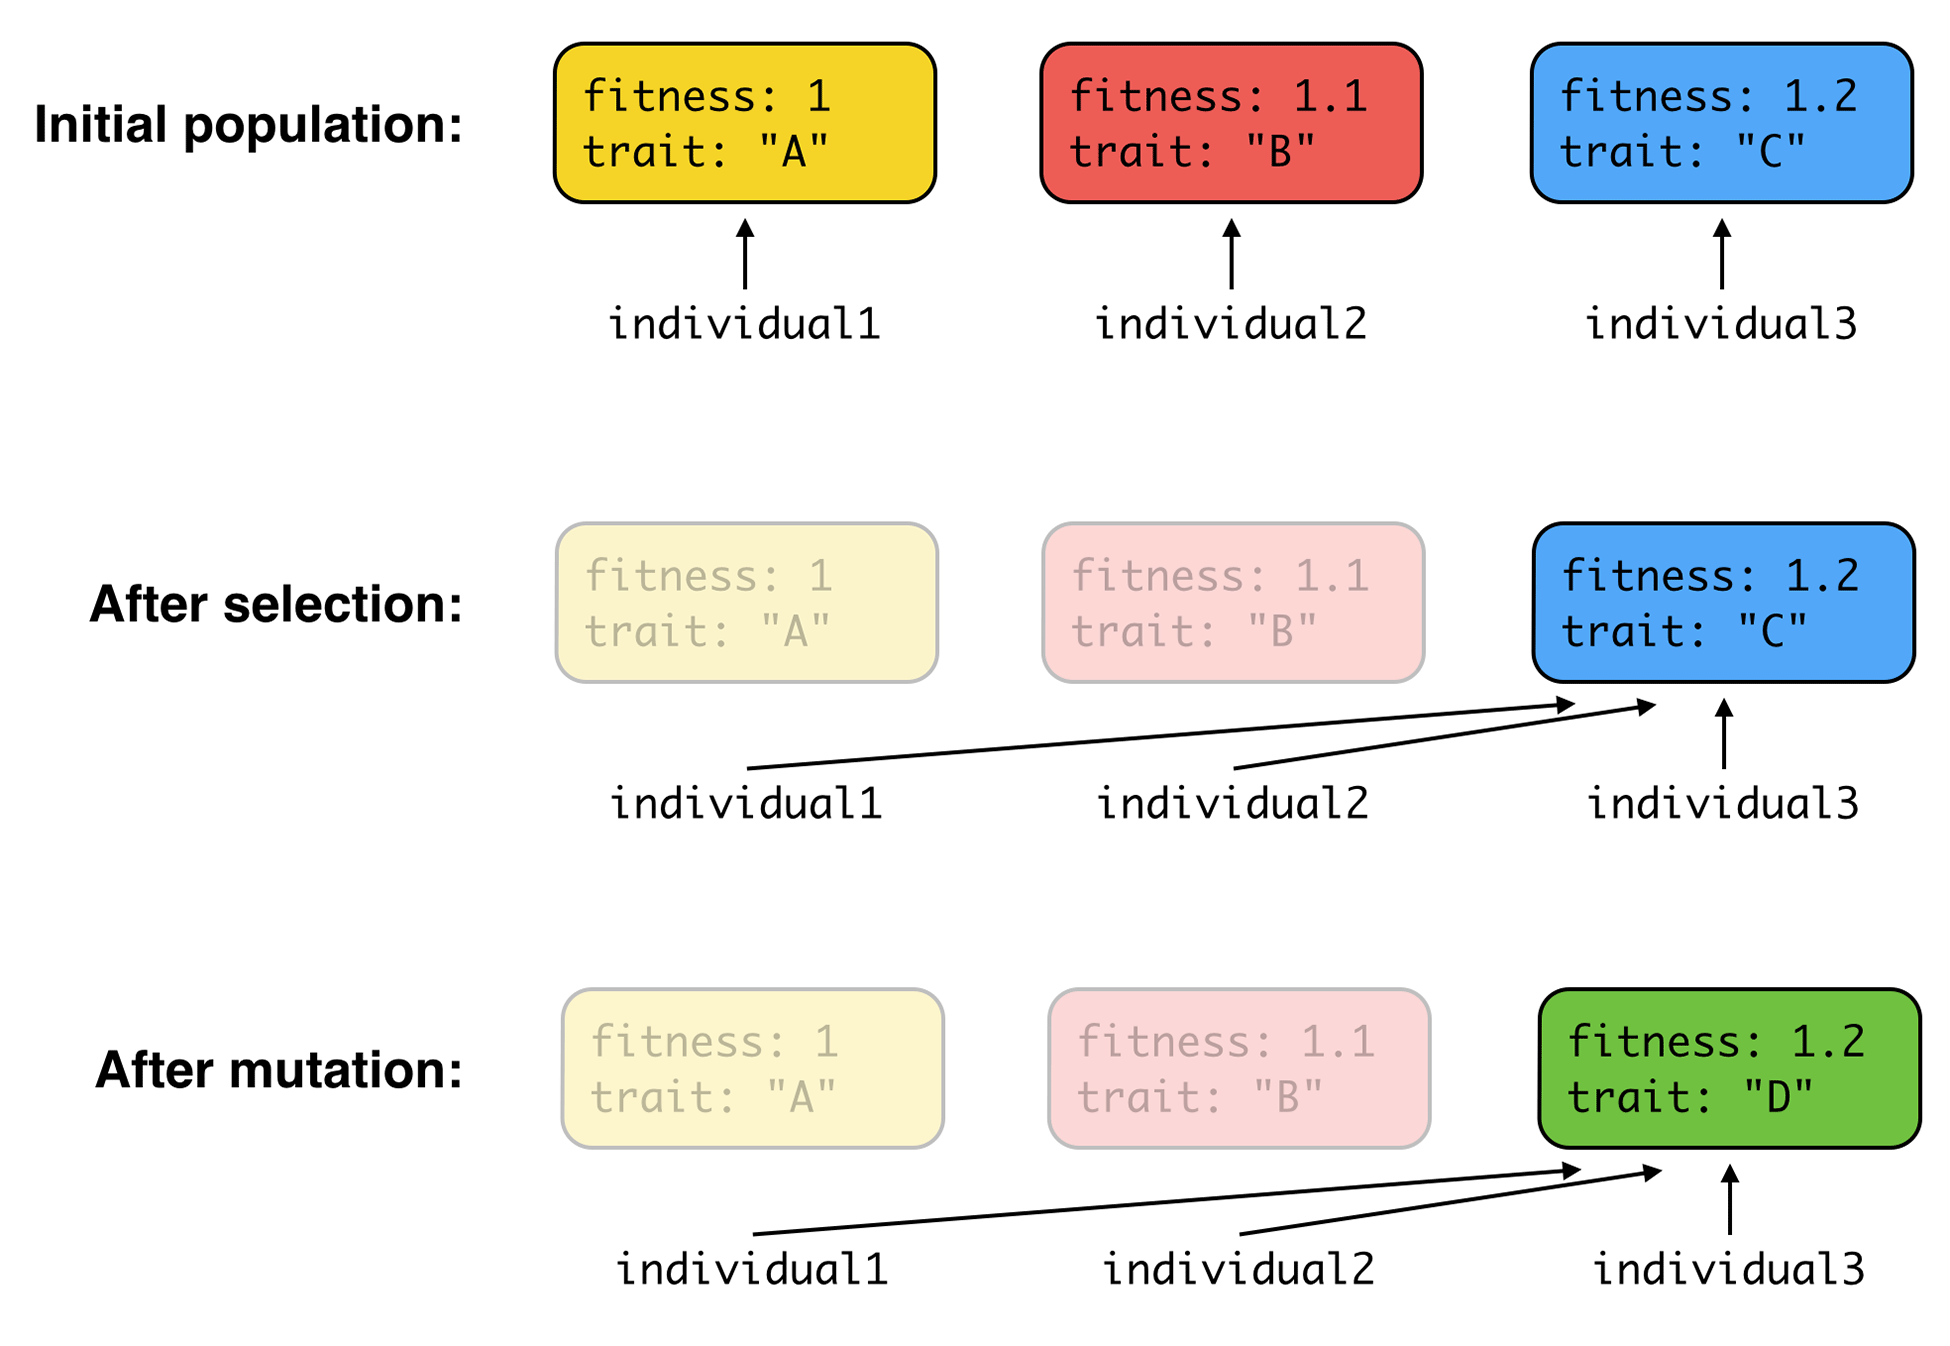 Initial population:
fitness: 1
trait: "A"
fitness: 1.1
trait: "B"
fitness: 1.2
trait: "C"
individual1
individual2
individual3
After selection:
fitness: 1
trait: "A"
fitness: 1.1
trait: "B"
fitness: 1.2
trait: "C"
individual1
individual2
individual3
After mutation:
fitness: 1
trait: "A"
fitness: 1.1
trait: "B"
fitness: 1.2
trait: "D"
individual1
individual2
individual3